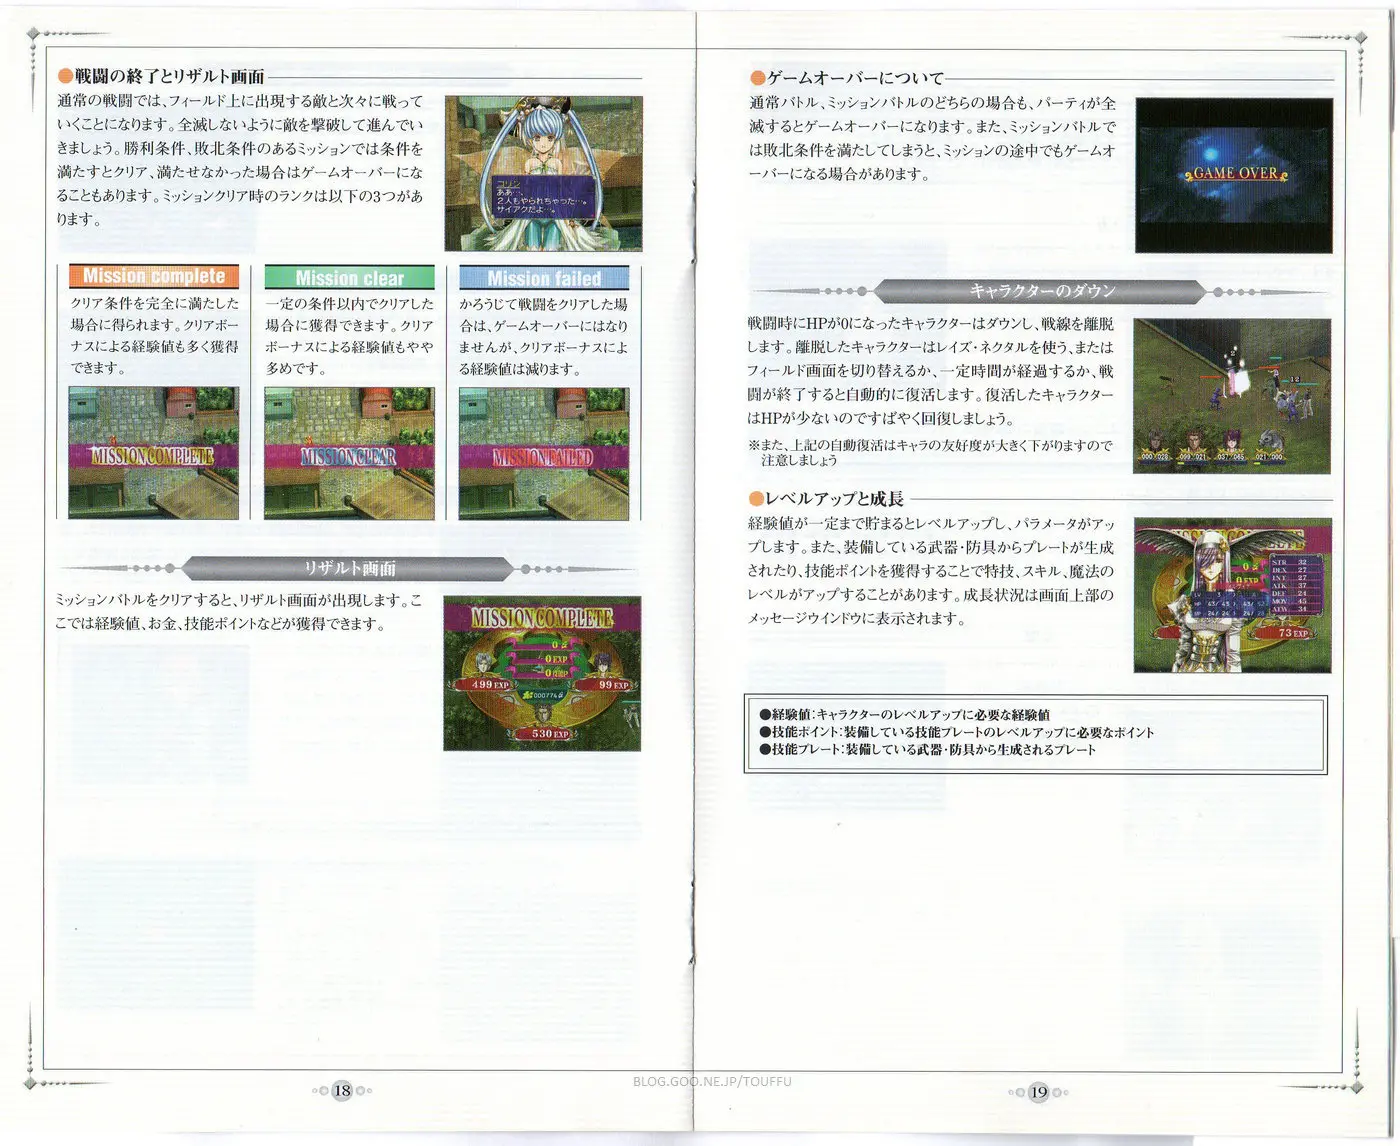 ●戦闘の終了とリザルト画面
通常の戦闘では、フィールド上に出現する敵と次々に戦って
いくことになります。全滅しないように敵を撃破して進んでい
きましょう。勝利条件、敗北条件のあるミッションでは条件を
満たすとクリア、満たせなかった場合はゲームオーバーにな
ることもあります。ミッションクリア時のランクは以下の3つがあ
ります。
コリン
ああ…、
2人もやられちゃった…。
サイアクだよ…。
Mission complete
クリア条件を完全に満たした
場合に得られます。クリアボー
ナスによる経験値も多く獲得
できます。
MISSION COMPLETE
Mission clear
一定の条件以内でクリアした
場合に獲得できます。クリア
ボーナスによる経験値もやや
多めです。
MISSION CLEAR
Mission failed
かろうじて戦闘をクリアした場
合は、ゲームオーバーにはなり
ませんが、クリアボーナスによ
る経験値は減ります。
MISSION FAILED
リザルト画面
ミッションバトルをクリアすると、リザルト画面が出現します。こ
こでは経験値、お金、技能ポイントなどが獲得できます。
MISSION COMPLETE
0 EXP
499 EXP
99 EXP
530 EXP
18
●ゲームオーバーについて
通常バトル、ミッションバトルのどちらの場合も、パーティが全
滅するとゲームオーバーになります。また、ミッションバトルで
は敗北条件を満たしてしまうと、ミッションの途中でもゲームオ
ーバーになる場合があります。
GAME OVER
キャラクターのダウン
戦闘時にHPが0になったキャラクターはダウンし、戦線を離脱
します。離脱したキャラクターはレイズ・ネクタルを使う、または
フィールド画面を切り替えるか、一定時間が経過するか、戦
闘が終了すると自動的に復活します。復活したキャラクター
はHPが少ないのですばやく回復しましょう。
※また、上記の自動復活はキャラの友好度が大きく下がりますので
注意しましょう
12
●レベルアップと成長
経験値が一定まで貯まるとレベルアップし、パラメータがアッ
プします。また、装備している武器・防具からプレートが生成
されたり、技能ポイントを獲得することで特技、スキル、魔法の
レベルがアップすることがあります。成長状況は画面上部の
メッセージウインドウに表示されます。
STR 32
DEX 27
INT 27
ATK 37
DEF 24
MOV 45
ATW 34
73 EXP
●経験値:キャラクターのレベルアップに必要な経験値
●技能ポイント:装備している技能プレートのレベルアップに必要なポイント
●技能プレート:装備している武器・防具から生成されるプレート
19
BLOG.GOO.NE.JP/TOUFFU